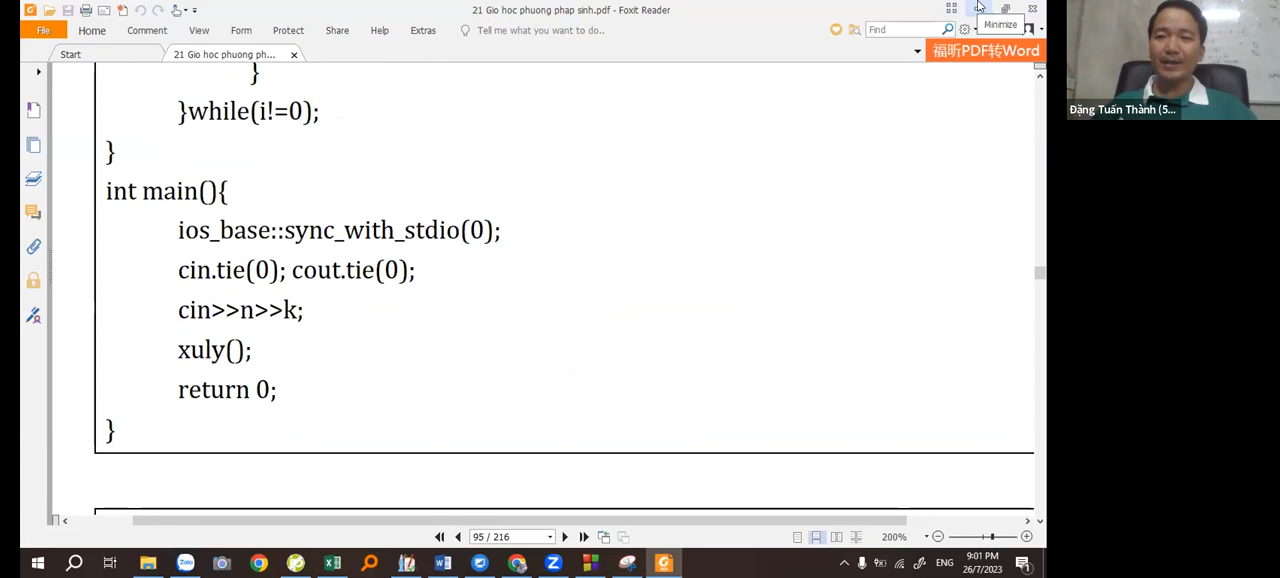 21 Gio hoc phuong phap sinh.pdf - Foxit Reader
Minimize
File Home Comment View Form Protect Share Help Extras Tell me what you want to do.. Find
Start 21 Gio hoc phuong ph...
福昕PDF转Word
Đặng Tuấn Thành (5...
}
}while(i!=0);
}
int main(){
ios_base::sync_with_stdio(0);
cin.tie(0); cout.tie(0);
cin>>n>>k;
xuly();
return 0;
}
95 / 216
200%
Zalo
ENG
9:01 PM
26/7/2023